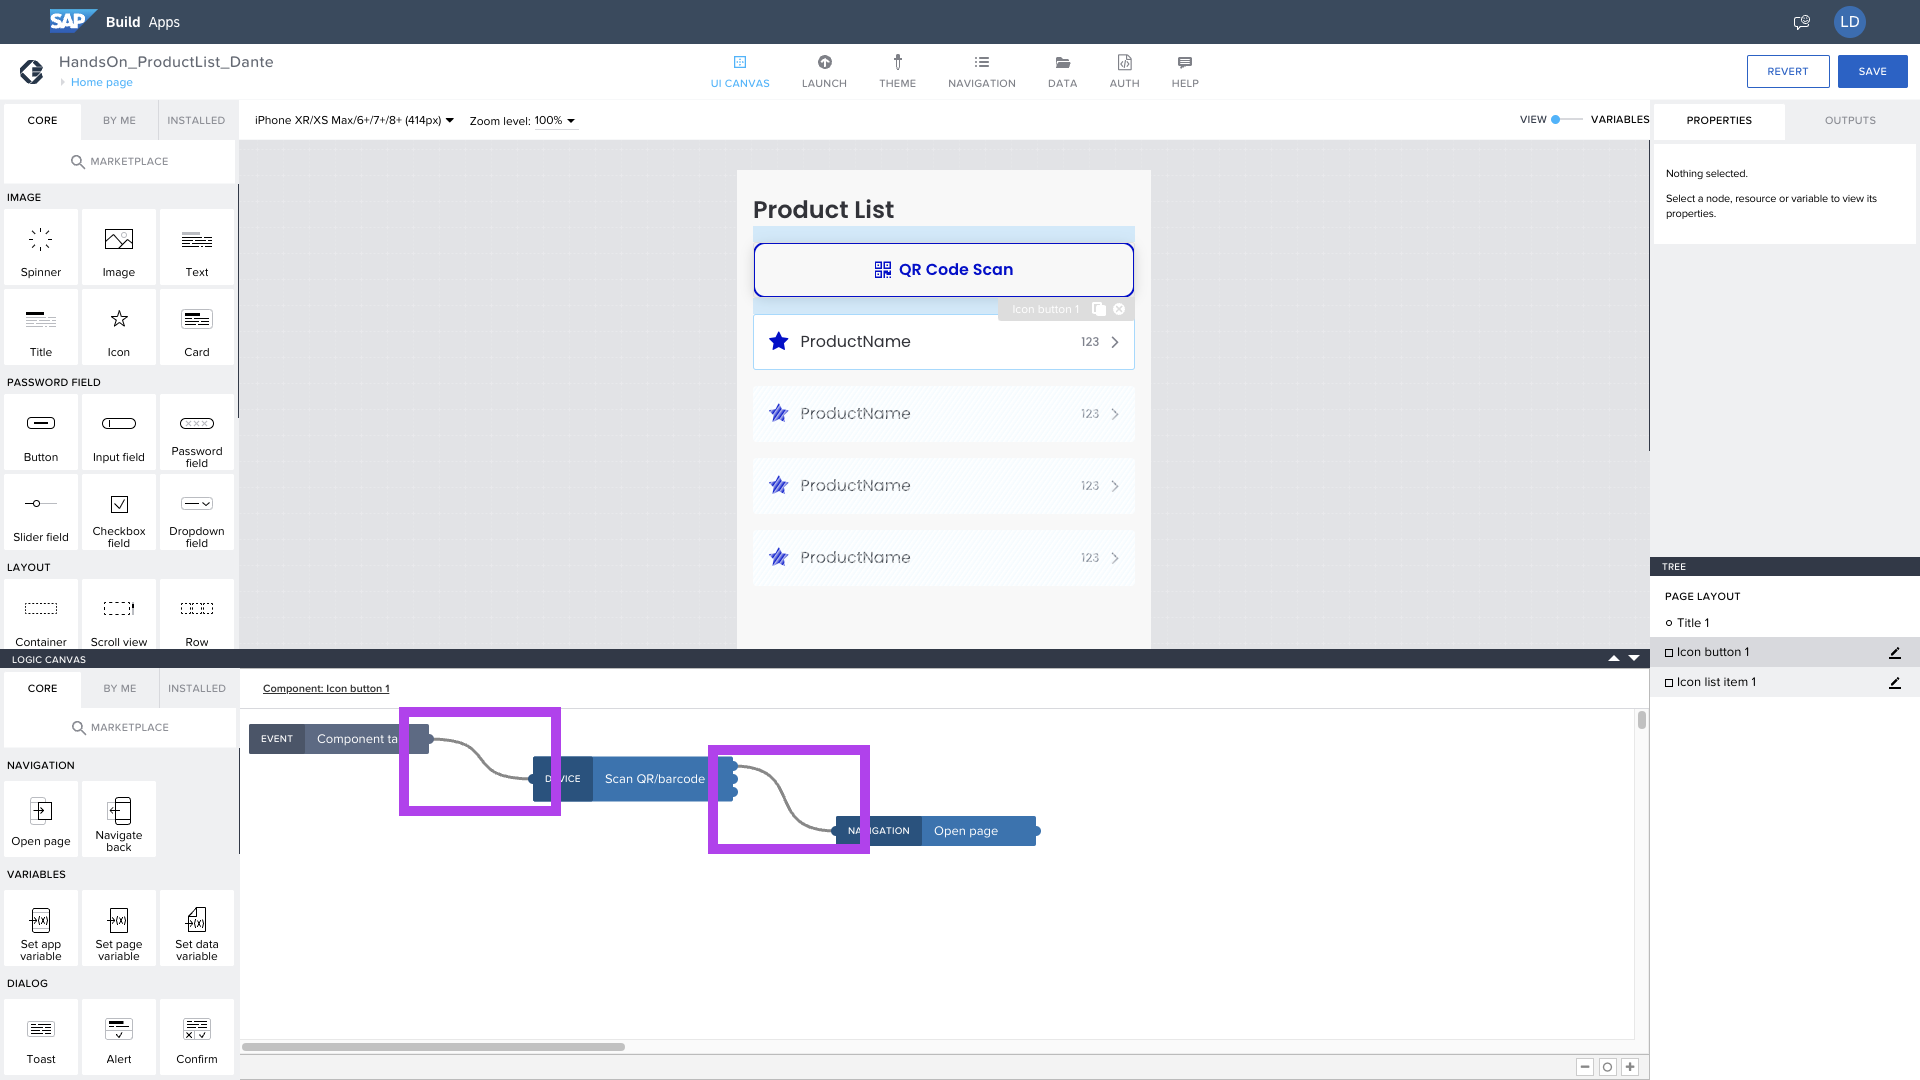 SAP Build Apps
LD
HandsOn_ProductList_Dante
Home page
UI CANVAS
LAUNCH
THEME
NAVIGATION
DATA
AUTH
HELP
REVERT
SAVE
CORE
BY ME
INSTALLED
MARKETPLACE
IMAGE
Spinner
Image
Text
Title
Icon
Card
PASSWORD FIELD
Button
Input field
Password
field
Slider field
Checkbox
field
Dropdown
field
LAYOUT
Container
Scroll view
Row
iPhone XR/XS Max/6+/7+/8+ (414px)
Zoom level: 100%
VIEW
VARIABLES
Product List
QR Code Scan
Icon button 1
ProductName 123
ProductName 123
ProductName 123
ProductName 123
PROPERTIES
OUTPUTS
Nothing selected.
Select a node, resource or variable to view its
properties.
TREE
PAGE LAYOUT
Title 1
Icon button 1
Icon list item 1
LOGIC CANVAS
CORE
BY ME
INSTALLED
MARKETPLACE
NAVIGATION
Open page
Navigate
back
VARIABLES
Set app
variable
Set page
variable
Set data
variable
DIALOG
Toast
Alert
Confirm
Component: Icon button 1
EVENT Component ta
Scan QR/barcode
Open page